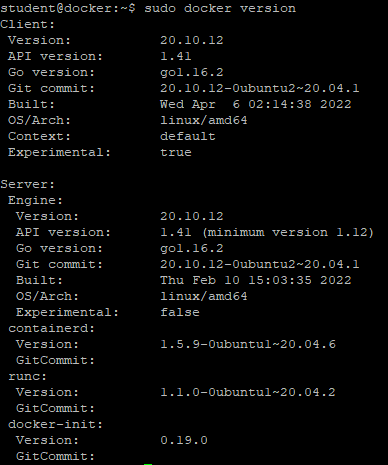 student@docker:~$ sudo docker version
Client:
 Version:           20.10.12
 API version:       1.41
 Go version:        go1.16.2
 Git commit:        20.10.12-0ubuntu2~20.04.1
 Built:             Wed Apr  6 02:14:38 2022
 OS/Arch:           linux/amd64
 Context:           default
 Experimental:      true

Server:
 Engine:
  Version:          20.10.12
  API version:      1.41 (minimum version 1.12)
  Go version:       go1.16.2
  Git commit:       20.10.12-0ubuntu2~20.04.1
  Built:            Thu Feb 10 15:03:35 2022
  OS/Arch:          linux/amd64
  Experimental:     false
 containerd:
  Version:          1.5.9-0ubuntu1~20.04.6
  GitCommit:
 runc:
  Version:          1.1.0-0ubuntu1~20.04.2
  GitCommit:
 docker-init:
  Version:          0.19.0
  GitCommit: